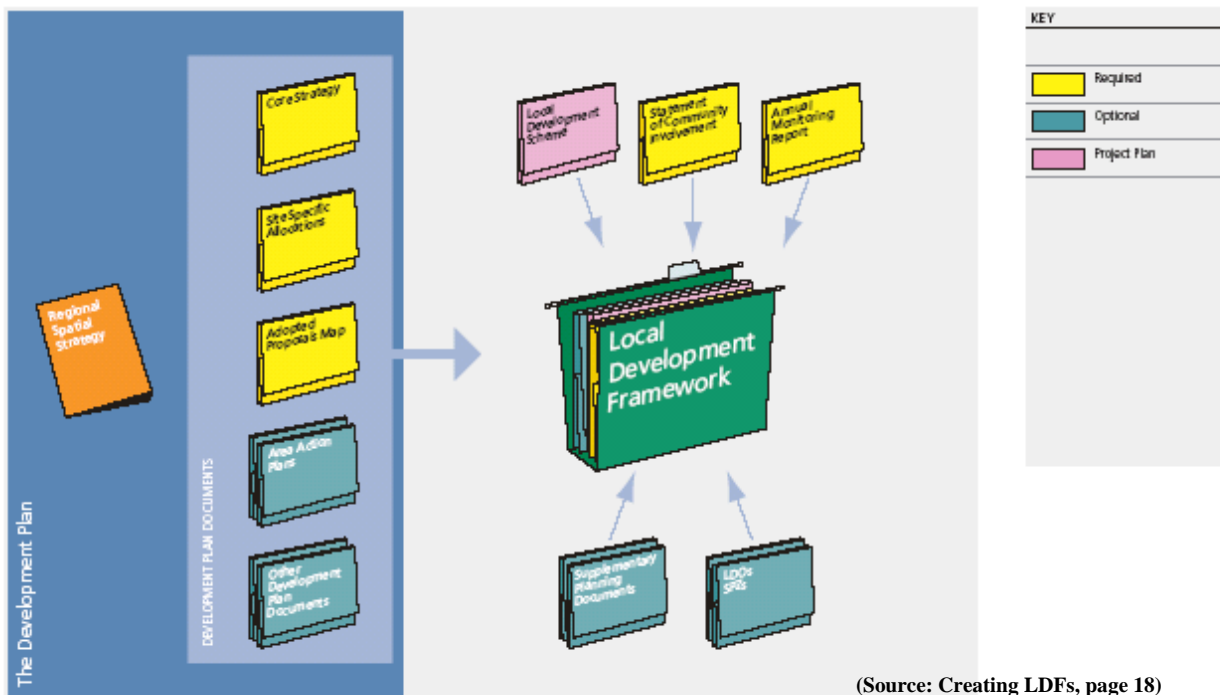 The Development Plan
Regional
Spatial
Strategy
DEVELOPMENT PLAN DOCUMENTS
Core Strategy
Site Specific
Allocations
Adopted
Proposals Map
Area Action
Plans
Other
Development
Plan
Documents
Local
Development
Scheme
Statement
of Community
Involvement
Annual
Monitoring
Report
Local
Development
Framework
Supplementary
Planning
Documents
LDOs
SPZs
KEY
Required
Optional
Project Plan
(Source: Creating LDFs, page 18)